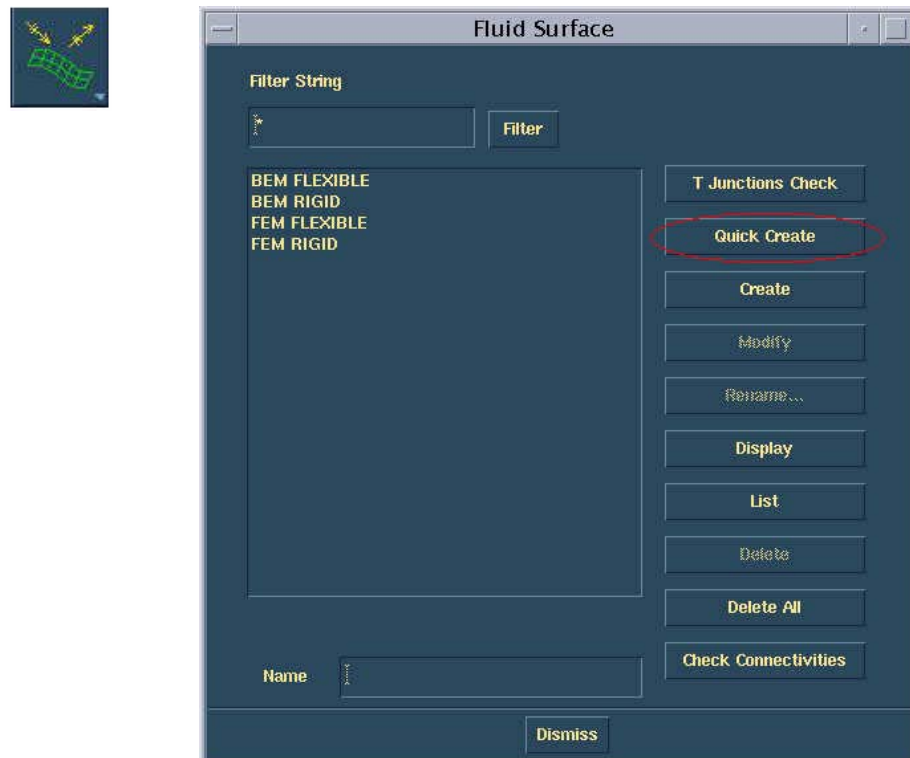 Fluid Surface
Filter String
*
Filter
BEM FLEXIBLE
BEM RIGID
FEM FLEXIBLE
FEM RIGID
T Junctions Check
Quick Create
Create
Modify
Rename...
Display
List
Delete
Delete All
Check Connectivities
Name
Dismiss